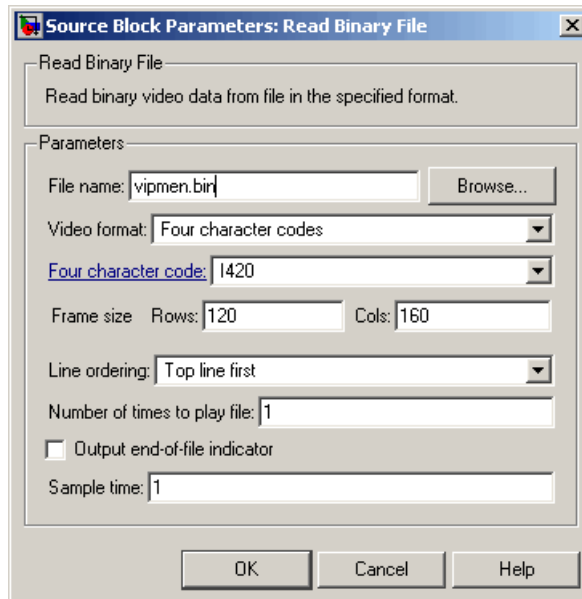 Source Block Parameters: Read Binary File
Read Binary File
Read binary video data from file in the specified format.
Parameters
File name: vipmen.bin Browse...
Video format: Four character codes
Four character code: I420
Frame size Rows: 120 Cols: 160
Line ordering: Top line first
Number of times to play file: 1
Output end-of-file indicator
Sample time: 1
OK Cancel Help